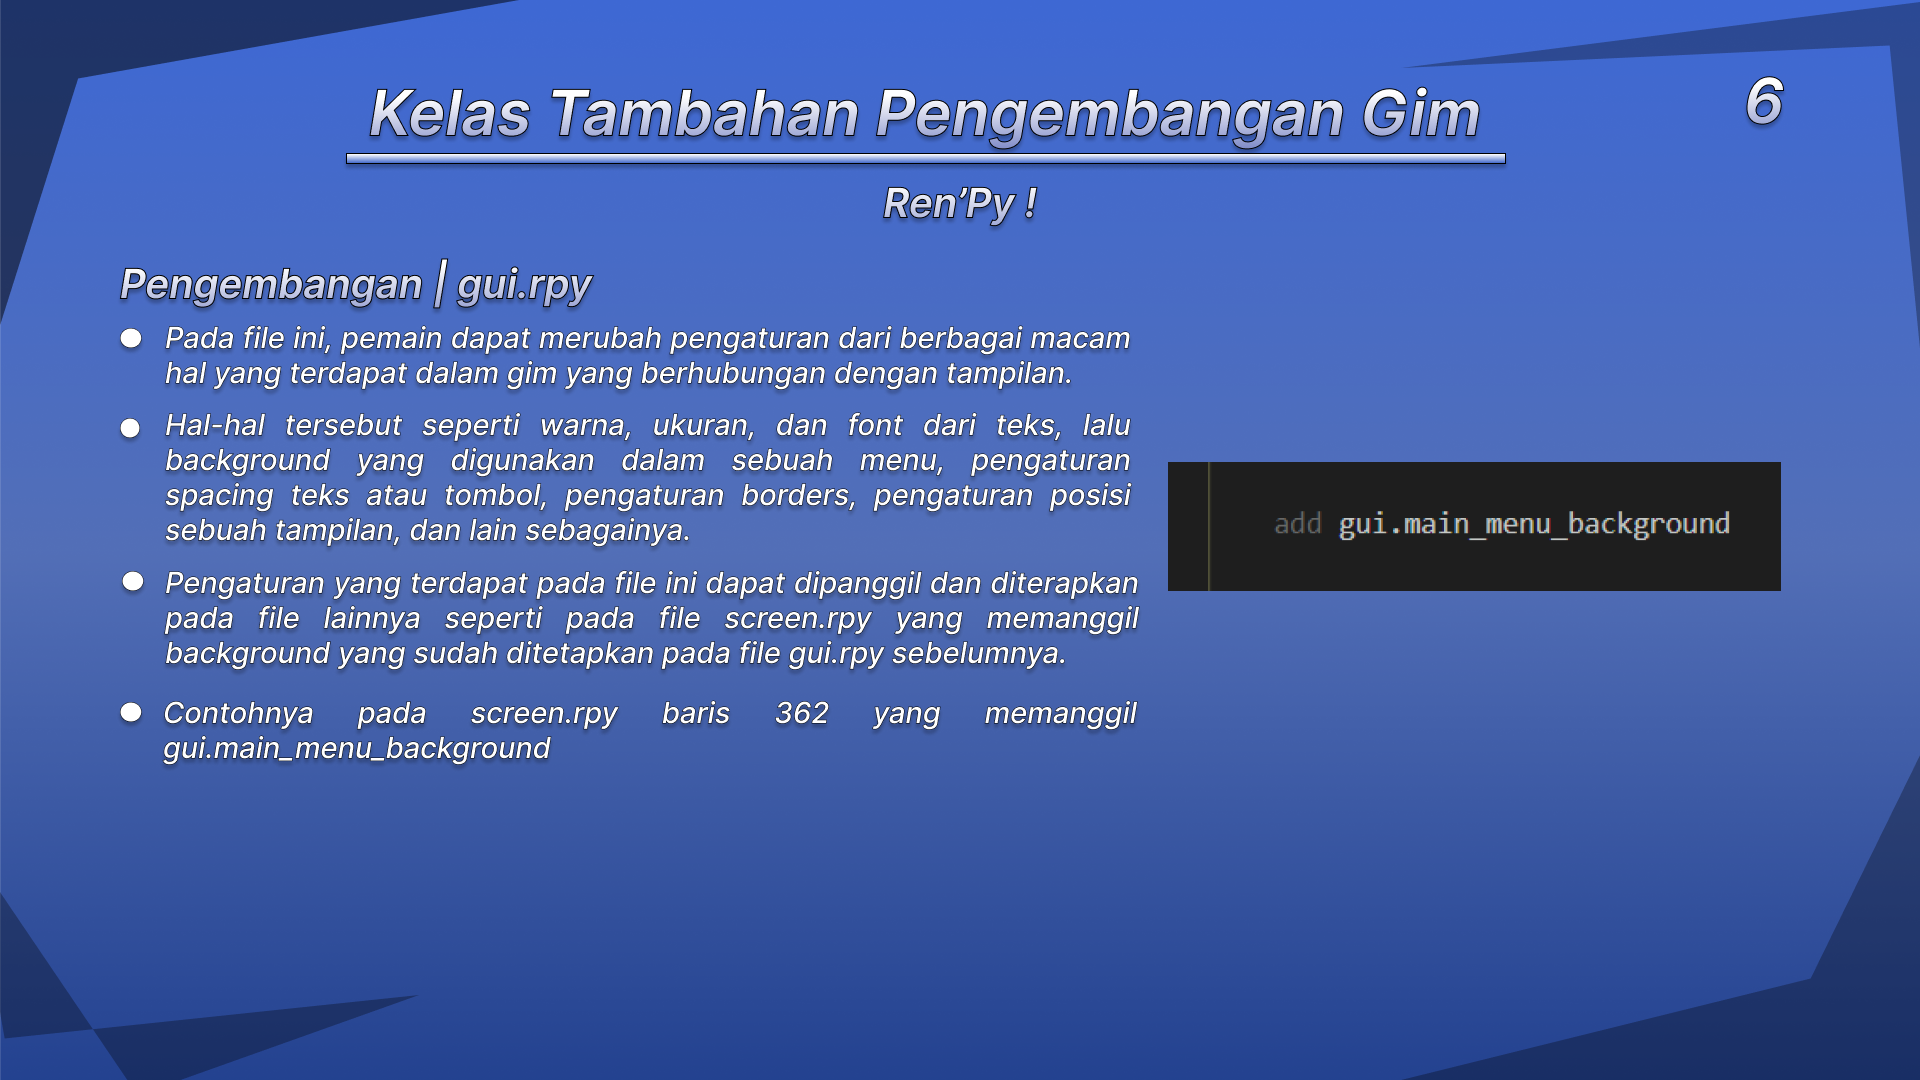 Kelas Tambahan Pengembangan Gim
6
Ren’Py !
Pengembangan | gui.rpy
Pada file ini, pemain dapat merubah pengaturan dari berbagai macam
hal yang terdapat dalam gim yang berhubungan dengan tampilan.
Hal-hal tersebut seperti warna, ukuran, dan font dari teks, lalu
background yang digunakan dalam sebuah menu, pengaturan
spacing teks atau tombol, pengaturan borders, pengaturan posisi
sebuah tampilan, dan lain sebagainya.
Pengaturan yang terdapat pada file ini dapat dipanggil dan diterapkan
pada file lainnya seperti pada file screen.rpy yang memanggil
background yang sudah ditetapkan pada file gui.rpy sebelumnya.
Contohnya pada screen.rpy baris 362 yang memanggil
gui.main_menu_background
add gui.main_menu_background